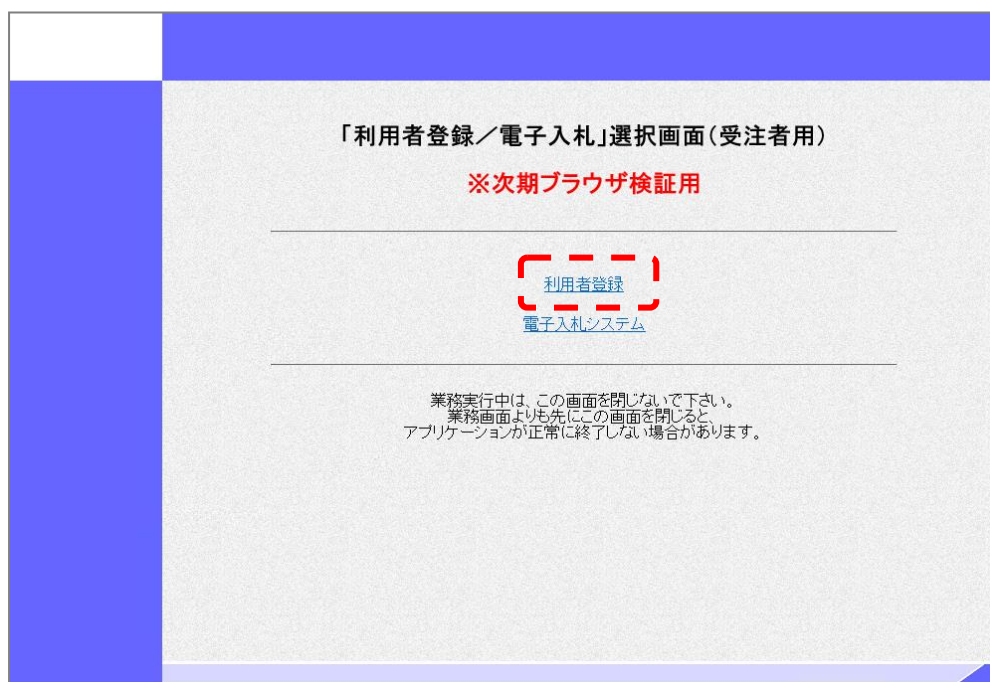 「利用者登録／電子入札」選択画面（受注者用）
※次期ブラウザ検証用
利用者登録
電子入札システム
業務実行中は、この画面を閉じないで下さい。
業務画面よりも先にこの画面を閉じると、
アプリケーションが正常に終了しない場合があります。